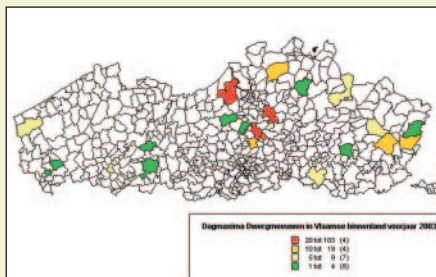 Dagmaxima Dwergmeeuwen in Vlaamse binnenland voorjaar 2003
20 tot 103 (4)
10 tot 19 (4)
5 tot 9 (7)
1 tot 4 (8)